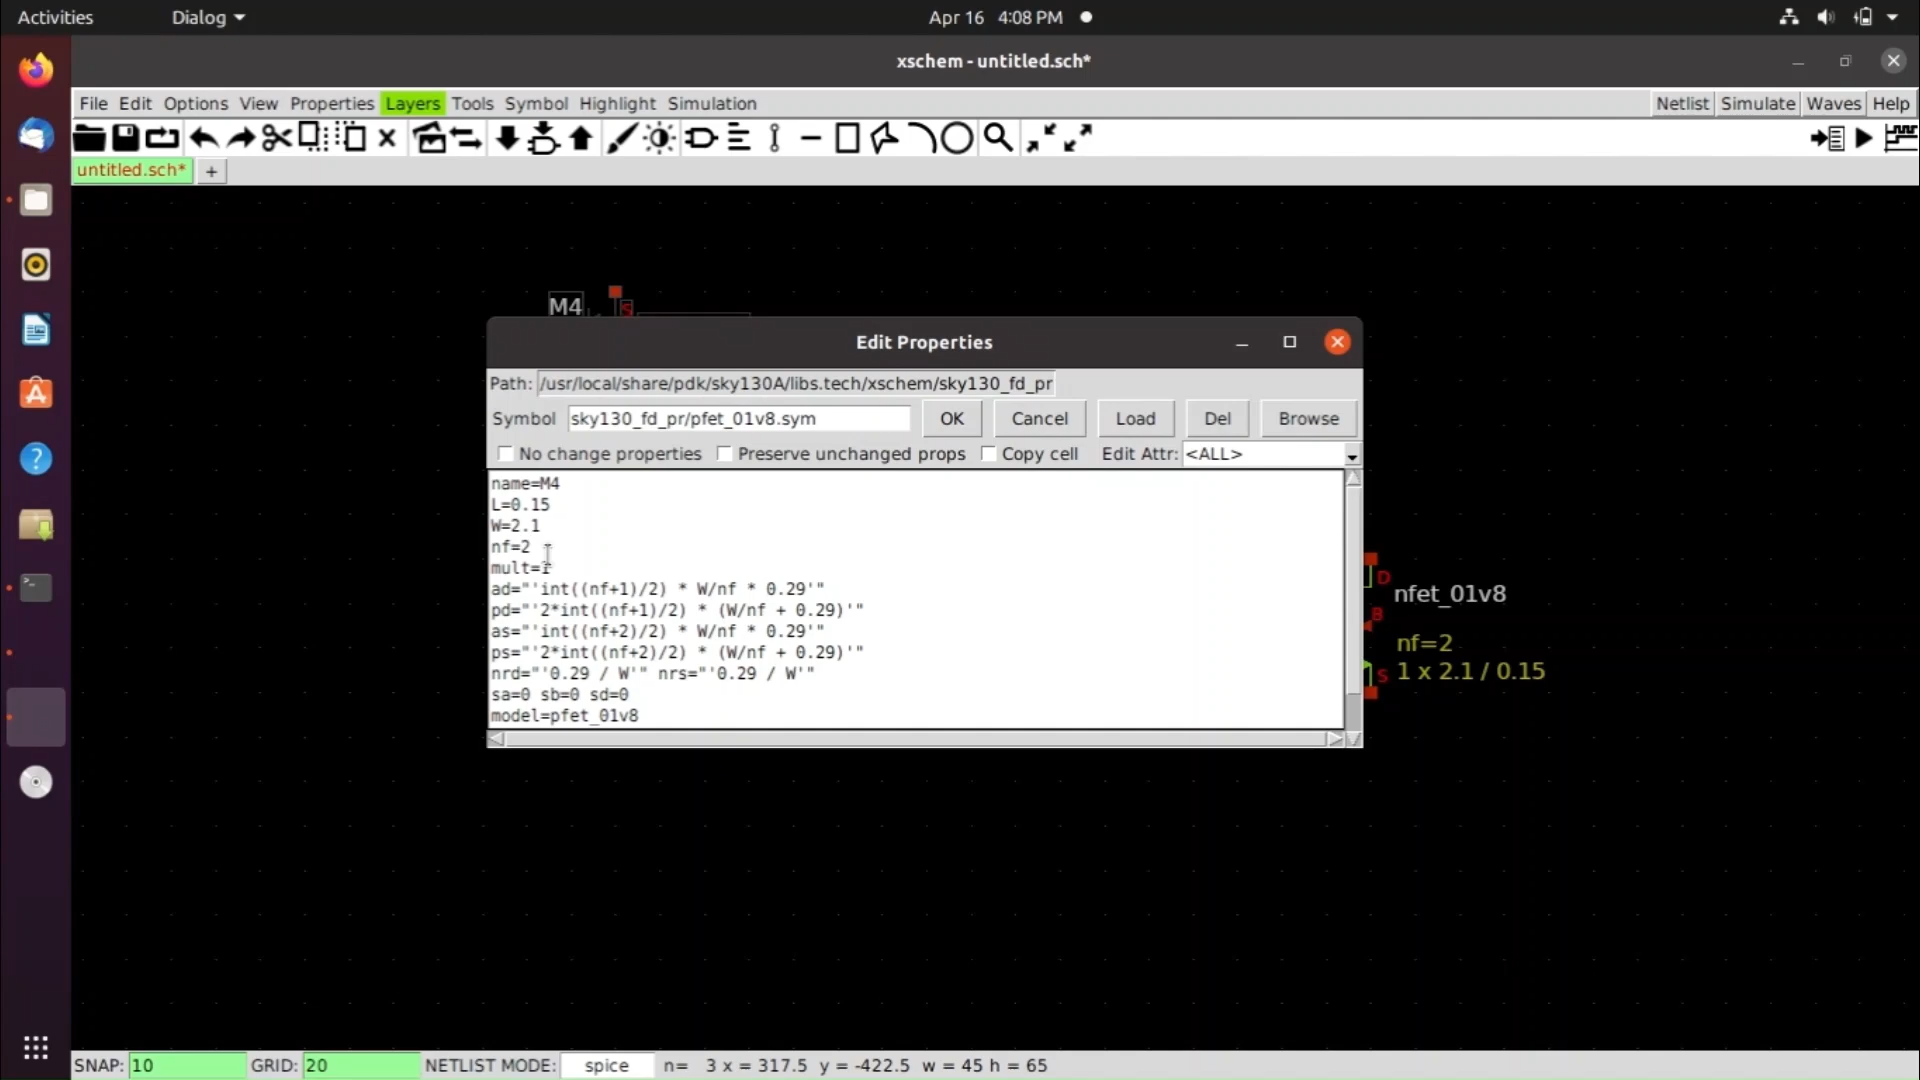 Activities Dialog Apr 16 4:08 PM
xschem - untitled.sch*
File Edit Options View Properties Layers Tools Symbol Highlight Simulation Netlist Simulate Waves Help
untitled.sch* +
M4
S
Edit Properties
Path: /usr/local/share/pdk/sky130A/libs.tech/xschem/sky130_fd_pr
Symbol sky130_fd_pr/pfet_01v8.sym OK Cancel Load Del Browse
No change properties Preserve unchanged props Copy cell Edit Attr: <ALL>
name=M4
L=0.15
W=2.1
nf=2
mult=1
ad="'int((nf+1)/2) * W/nf * 0.29'"
pd="'2*int((nf+1)/2) * (W/nf + 0.29)'"
as="'int((nf+2)/2) * W/nf * 0.29'"
ps="'2*int((nf+2)/2) * (W/nf + 0.29)'"
nrd="'0.29 / W'" nrs="'0.29 / W'"
sa=0 sb=0 sd=0
model=pfet_01v8
D
nfet_01v8
B
nf=2
S 1 x 2.1 / 0.15
SNAP: 10 GRID: 20 NETLIST MODE: spice n= 3 x = 317.5 y = -422.5 w = 45 h = 65